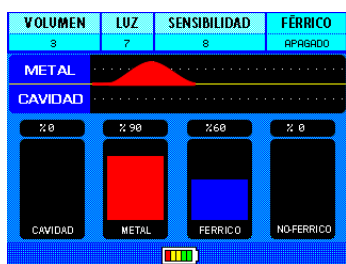 VOLUMEN LUZ SENSIBILIDAD FÉRRICO
3 7 8 APAGADO
METAL
CAVIDAD
%0 %90 %60 %0
CAVIDAD METAL FERRICO NO-FERRICO